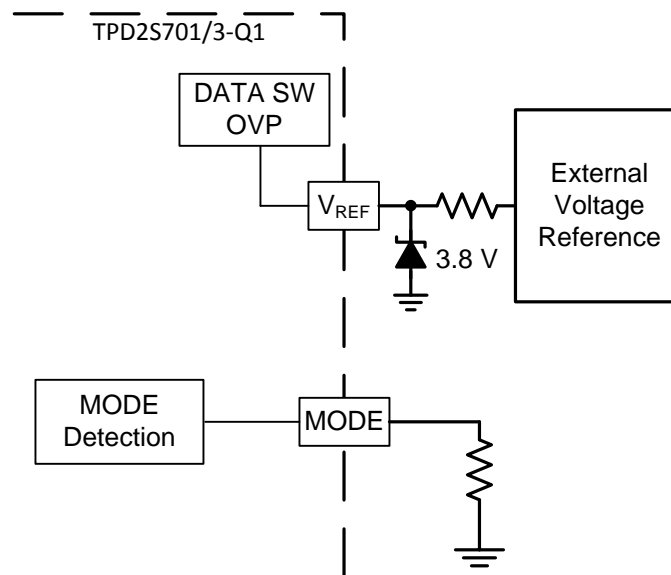 TPD2S701/3-Q1
DATA SW
OVP
VREF
External
Voltage
Reference
3.8 V
MODE
Detection
MODE